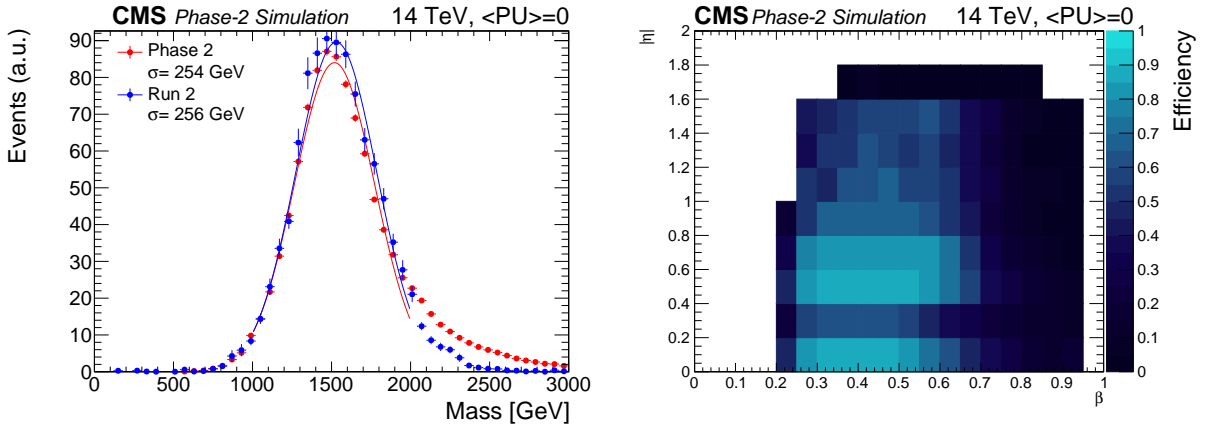 CMS Phase-2 Simulation 14 TeV, <PU>=0
Events (a.u.)
90
80
70
60
50
40
30
20
10
0
Phase 2
σ= 254 GeV
Run 2
σ= 256 GeV
0 500 1000 1500 2000 2500 3000
Mass [GeV]
CMS Phase-2 Simulation 14 TeV, <PU>=0
|η|
2
1.8
1.6
1.4
1.2
1
0.8
0.6
0.4
0.2
0
0 0.1 0.2 0.3 0.4 0.5 0.6 0.7 0.8 0.9 1
β
1
0.9
0.8
0.7
0.6
0.5
0.4
0.3
0.2
0.1
0
Efficiency